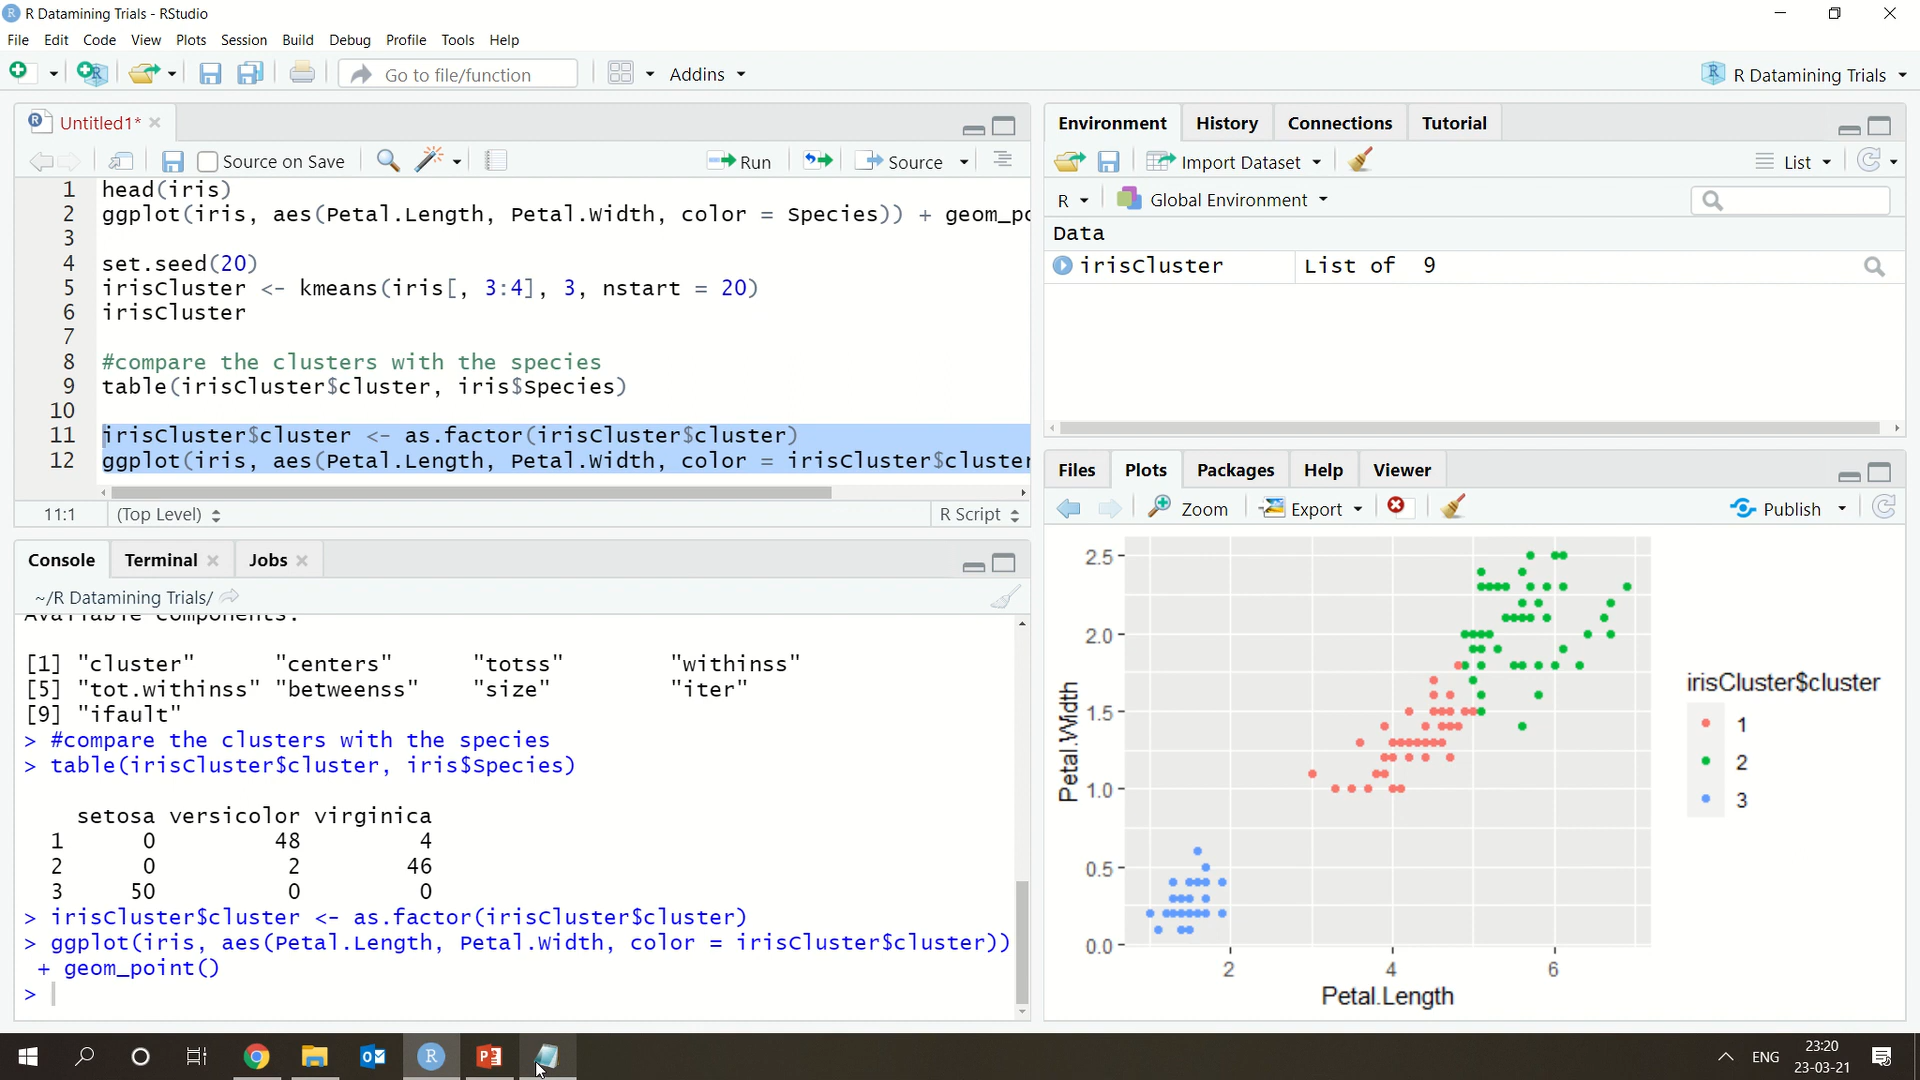 R Datamining Trials - RStudio
File Edit Code View Plots Session Build Debug Profile Tools Help
Go to file/function
Addins
R Datamining Trials
Untitled1*
Source on Save
Run
Source
1 head(iris)
2 ggplot(iris, aes(Petal.Length, Petal.Width, color = Species)) + geom_po
3
4 set.seed(20)
5 irisCluster <- kmeans(iris[, 3:4], 3, nstart = 20)
6 irisCluster
7
8 #compare the clusters with the species
9 table(irisCluster$cluster, iris$Species)
10
11 irisCluster$cluster <- as.factor(irisCluster$cluster)
12 ggplot(iris, aes(Petal.Length, Petal.Width, color = irisCluster$cluster
11:1 (Top Level) R Script
Console Terminal Jobs
~/R Datamining Trials/
Available components:
[1] "cluster" "centers" "totss" "withinss"
[5] "tot.withinss" "betweenss" "size" "iter"
[9] "ifault"
> #compare the clusters with the species
> table(irisCluster$cluster, iris$Species)
setosa versicolor virginica
1 0 48 4
2 0 2 46
3 50 0 0
> irisCluster$cluster <- as.factor(irisCluster$cluster)
> ggplot(iris, aes(Petal.Length, Petal.Width, color = irisCluster$cluster))
+ geom_point()
>
Environment History Connections Tutorial
Import Dataset
List
R Global Environment
Data
irisCluster List of 9
Files Plots Packages Help Viewer
Zoom Export Publish
2.5
2.0
1.5
1.0
0.5
0.0
Petal.Width
2 4 6
Petal.Length
irisCluster$cluster
1
2
3
ENG
23:20
23-03-21